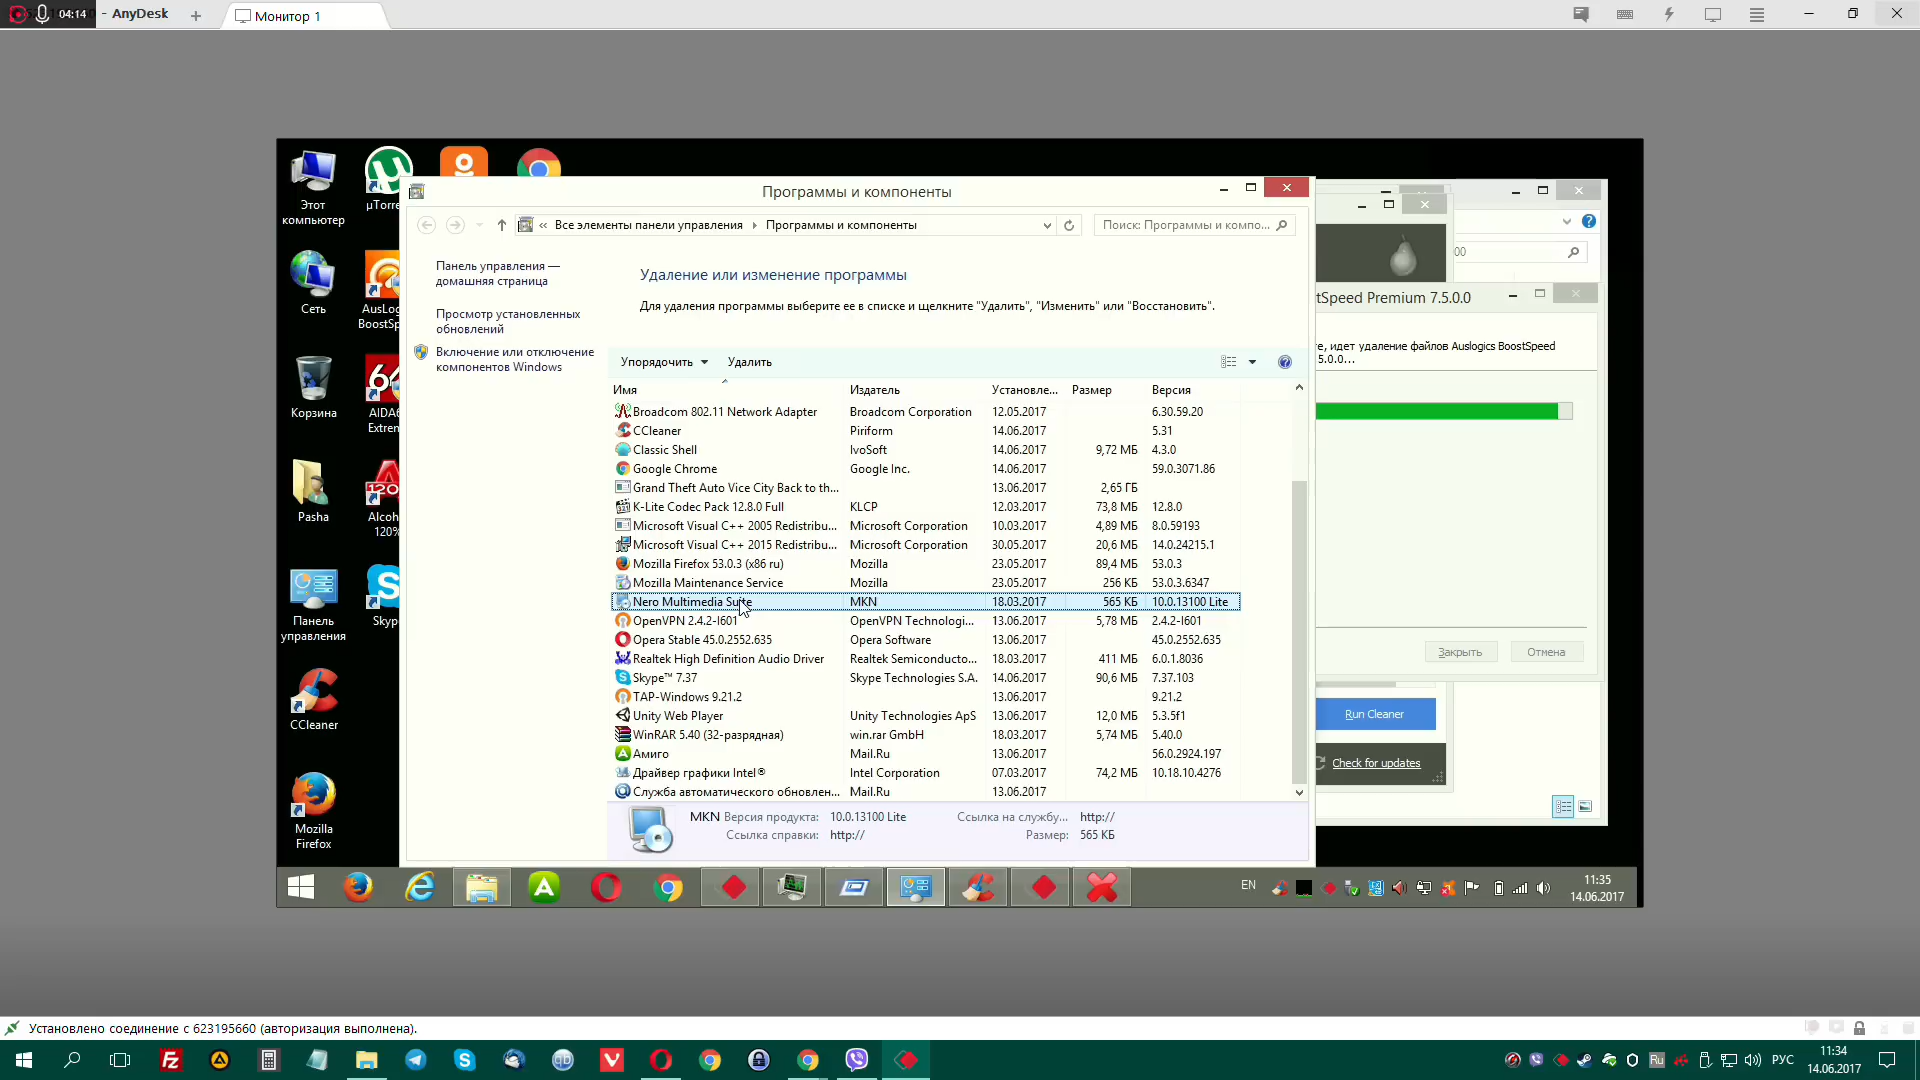 04:14
- AnyDesk
Монитор 1
Этот
компьютер
Сеть
BoostSp
Корзина
AIDA6
Extrem
Pasha
Alcoh
120%
Панель
управления
Skyp
CCleaner
Mozilla
Firefox
Программы и компоненты
Все элементы панели управления
Программы и компоненты
Поиск: Программы и компо...
Панель управления —
домашняя страница
Просмотр установленных
обновлений
Включение или отключение
компонентов Windows
Удаление или изменение программы
Для удаления программы выберите ее в списке и щелкните "Удалить", "Изменить" или "Восстановить".
Упорядочить
Удалить
Имя Издатель Установле... Размер Версия
Broadcom 802.11 Network Adapter Broadcom Corporation 12.05.2017 6.30.59.20
CCleaner Piriform 14.06.2017 5.31
Classic Shell IvoSoft 14.06.2017 9,72 МБ 4.3.0
Google Chrome Google Inc. 14.06.2017 59.0.3071.86
Grand Theft Auto Vice City Back to th... 13.06.2017 2,65 ГБ
K-Lite Codec Pack 12.8.0 Full KLCP 12.03.2017 73,8 МБ 12.8.0
Microsoft Visual C++ 2005 Redistribu... Microsoft Corporation 10.03.2017 4,89 МБ 8.0.59193
Microsoft Visual C++ 2015 Redistribu... Microsoft Corporation 30.05.2017 20,6 МБ 14.0.24215.1
Mozilla Firefox 53.0.3 (x86 ru) Mozilla 23.05.2017 89,4 МБ 53.0.3
Mozilla Maintenance Service Mozilla 23.05.2017 256 КБ 53.0.3.6347
Nero Multimedia Suite MKN 18.03.2017 565 КБ 10.0.13100 Lite
OpenVPN 2.4.2-I601 OpenVPN Technologi... 13.06.2017 5,78 МБ 2.4.2-I601
Opera Stable 45.0.2552.635 Opera Software 13.06.2017 45.0.2552.635
Realtek High Definition Audio Driver Realtek Semiconducto... 18.03.2017 411 МБ 6.0.1.8036
Skype™ 7.37 Skype Technologies S.A. 14.06.2017 90,6 МБ 7.37.103
TAP-Windows 9.21.2 13.06.2017 9.21.2
Unity Web Player Unity Technologies ApS 13.06.2017 12,0 МБ 5.3.5f1
WinRAR 5.40 (32-разрядная) win.rar GmbH 18.03.2017 5,74 МБ 5.40.0
Амиго Mail.Ru 13.06.2017 56.0.2924.197
Драйвер графики Intel® Intel Corporation 07.03.2017 74,2 МБ 10.18.10.4276
Служба автоматического обновлен... Mail.Ru 13.06.2017
MKN Версия продукта: 10.0.13100 Lite Ссылка на службу... http://
Ссылка справки: http:// Размер: 565 КБ
00
tSpeed Premium 7.5.0.0
е, идет удаление файлов Auslogics BoostSpeed
5.0.0...
Закрыть
Отмена
Run Cleaner
Check for updates
EN
11:35
14.06.2017
Установлено соединение с 623195660 (авторизация выполнена).
Ru
РУС
11:34
14.06.2017